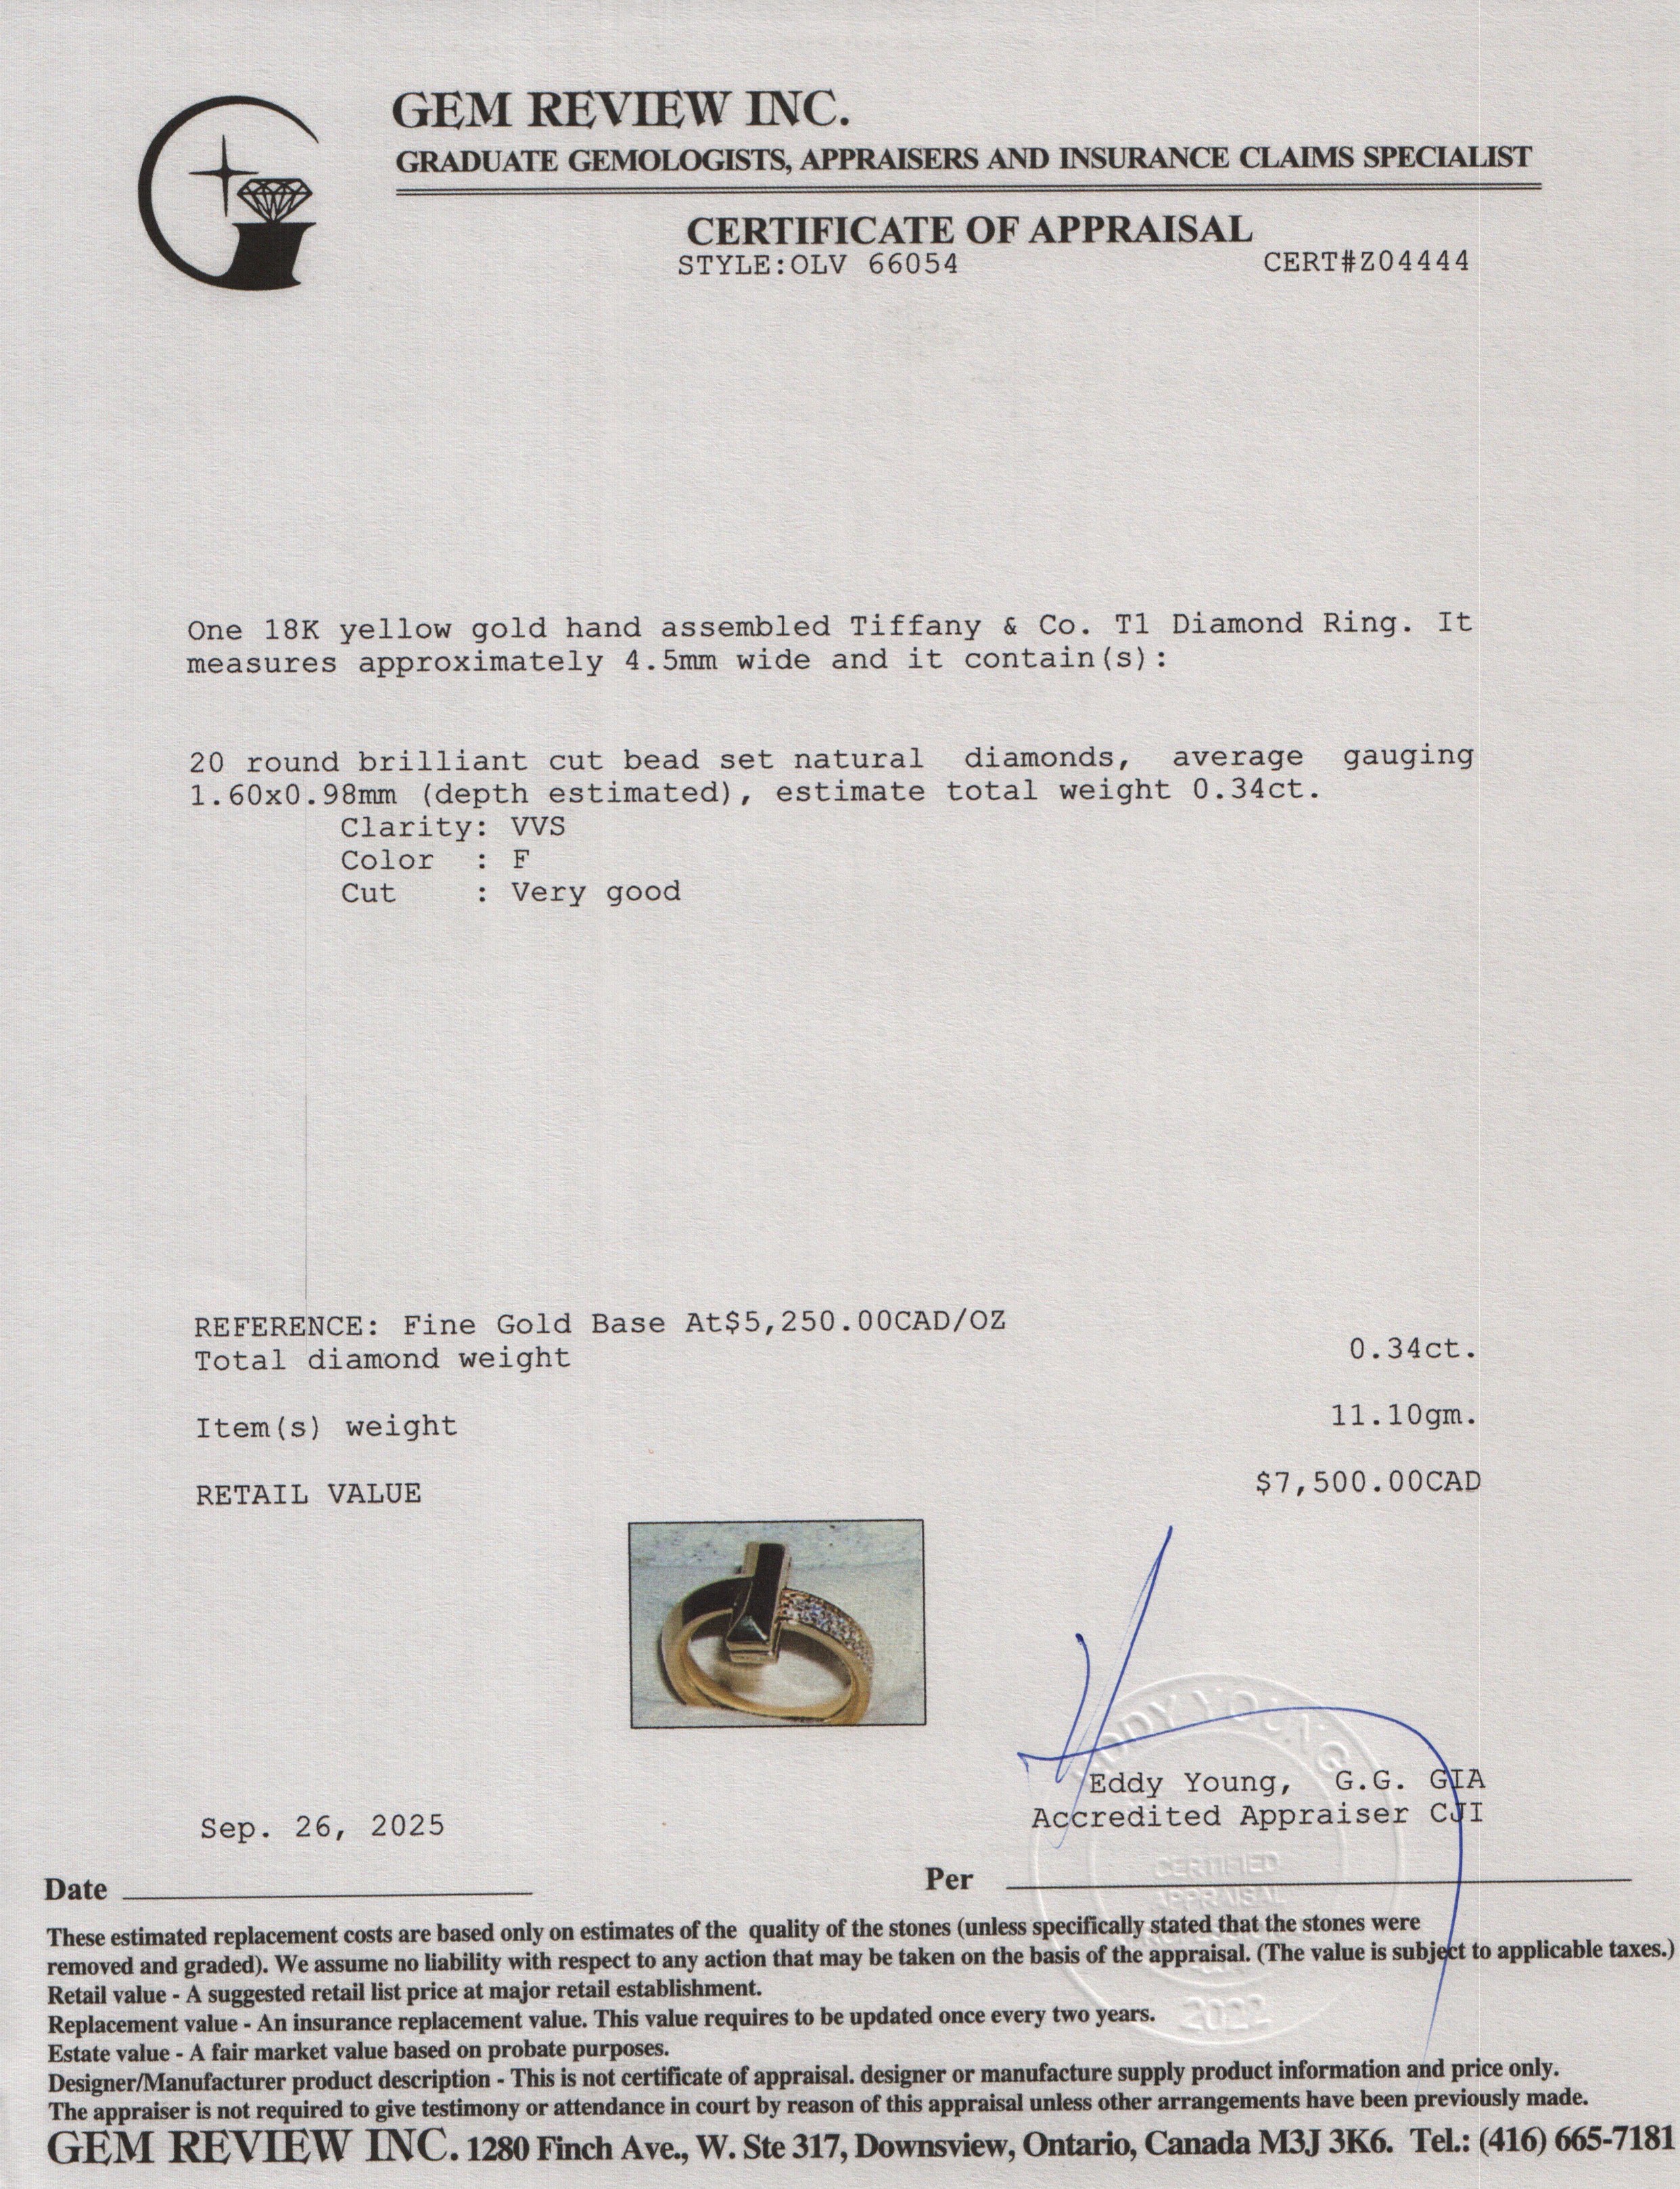 GEM REVIEW INC.
GRADUATE GEMOLOGISTS, APPRAISERS AND INSURANCE CLAIMS SPECIALIST
CERTIFICATE OF APPRAISAL
STYLE:OLV 66054 CERT#Z04444
One 18K yellow gold hand assembled Tiffany & Co. T1 Diamond Ring. It
measures approximately 4.5mm wide and it contain(s):
20 round brilliant cut bead set natural diamonds, average gauging
1.60x0.98mm (depth estimated), estimate total weight 0.34ct.
Clarity: VVS
Color : F
Cut : Very good
REFERENCE: Fine Gold Base At$5,250.00CAD/OZ
Total diamond weight 0.34ct.
Item(s) weight 11.10gm.
RETAIL VALUE $7,500.00CAD
EDDY YOUNG
Eddy Young, G.G. GIA
Accredited Appraiser CJI
Sep. 26, 2025
CERTIFIED
APPRAISAL
2022
Date Per
These estimated replacement costs are based only on estimates of the quality of the stones (unless specifically stated that the stones were
removed and graded). We assume no liability with respect to any action that may be taken on the basis of the appraisal. (The value is subject to applicable taxes.)
Retail value - A suggested retail list price at major retail establishment.
Replacement value - An insurance replacement value. This value requires to be updated once every two years.
Estate value - A fair market value based on probate purposes.
Designer/Manufacturer product description - This is not certificate of appraisal. designer or manufacture supply product information and price only.
The appraiser is not required to give testimony or attendance in court by reason of this appraisal unless other arrangements have been previously made.
GEM REVIEW INC. 1280 Finch Ave., W. Ste 317, Downsview, Ontario, Canada M3J 3K6. Tel.: (416) 665-7181